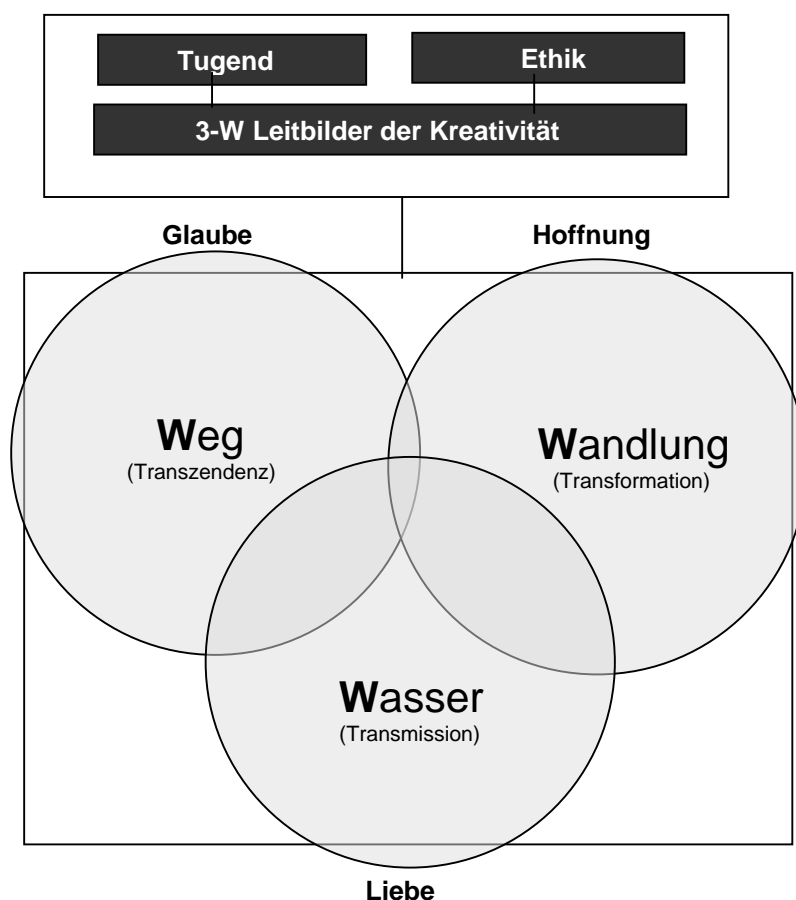 Tugend
Ethik
3-W Leitbilder der Kreativität
Glaube
Hoffnung
Weg
(Transzendenz)
Wandlung
(Transformation)
Wasser
(Transmission)
Liebe